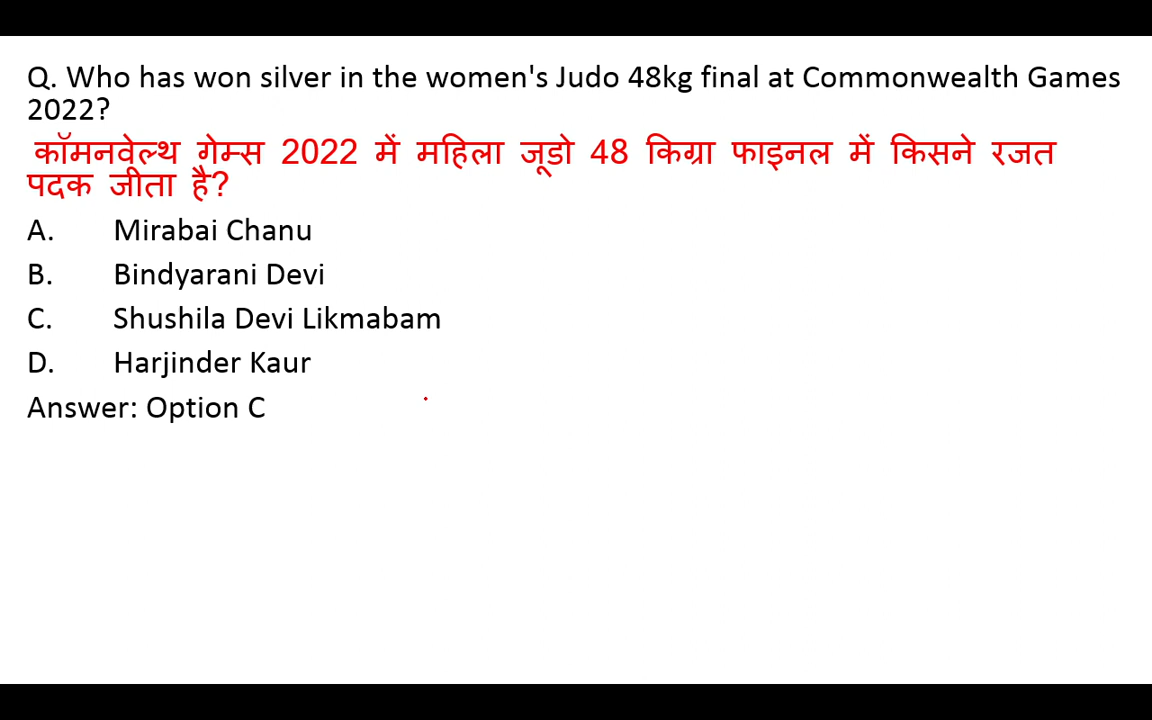 Q. Who has won silver in the women's Judo 48kg final at Commonwealth Games
2022?
कॉमनवेल्थ गेम्स 2022 में महिला जूडो 48 किग्रा फाइनल में किसने रजत
पदक जीता है?
A. Mirabai Chanu
B. Bindyarani Devi
C. Shushila Devi Likmabam
D. Harjinder Kaur
Answer: Option C